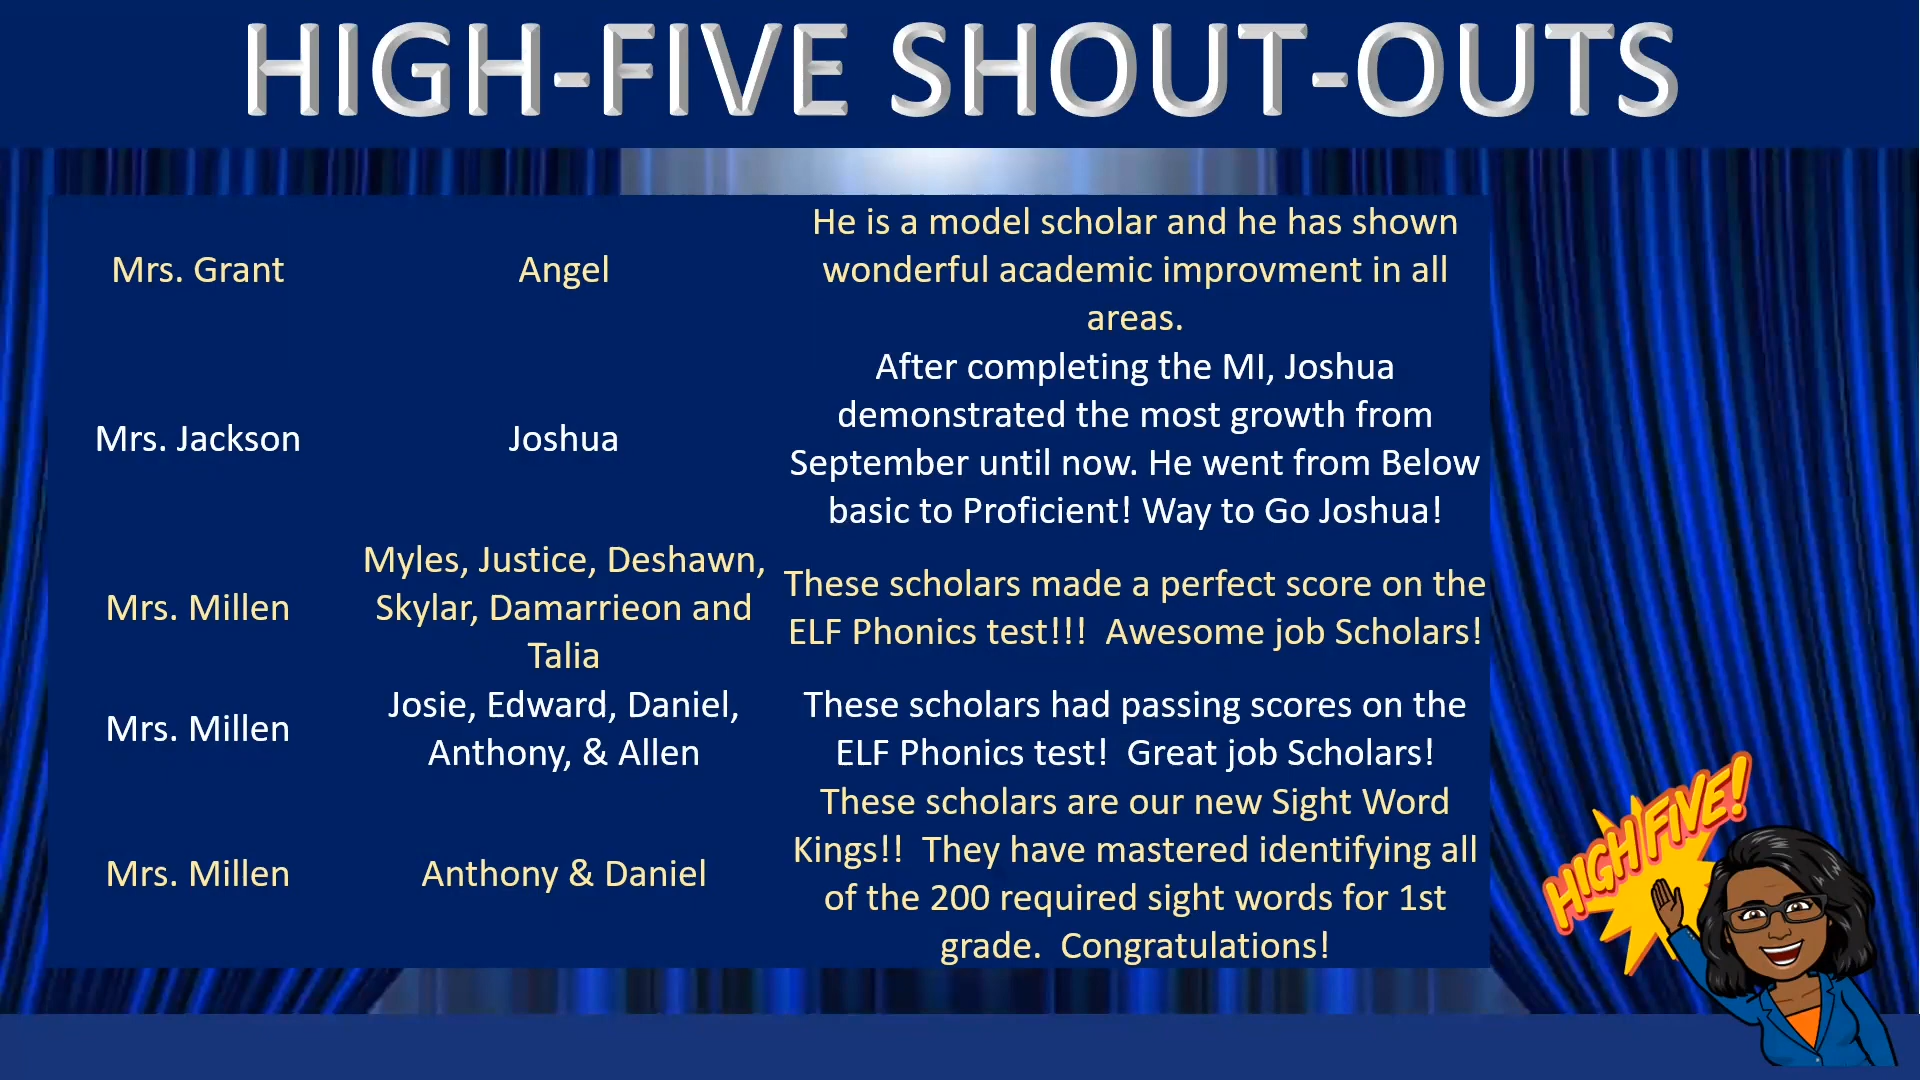 HIGH-FIVE SHOUT-OUTS
Mrs. Grant
Angel
He is a model scholar and he has shown
wonderful academic improvment in all
areas.
Mrs. Jackson
Joshua
After completing the MI, Joshua
demonstrated the most growth from
September until now. He went from Below
basic to Proficient! Way to Go Joshua!
Mrs. Millen
Myles, Justice, Deshawn,
Skylar, Damarrieon and
Talia
These scholars made a perfect score on the
ELF Phonics test!!!  Awesome job Scholars!
Mrs. Millen
Josie, Edward, Daniel,
Anthony, & Allen
These scholars had passing scores on the
ELF Phonics test!  Great job Scholars!
Mrs. Millen
Anthony & Daniel
These scholars are our new Sight Word
Kings!!  They have mastered identifying all
of the 200 required sight words for 1st
grade.  Congratulations!
HIGH FIVE!